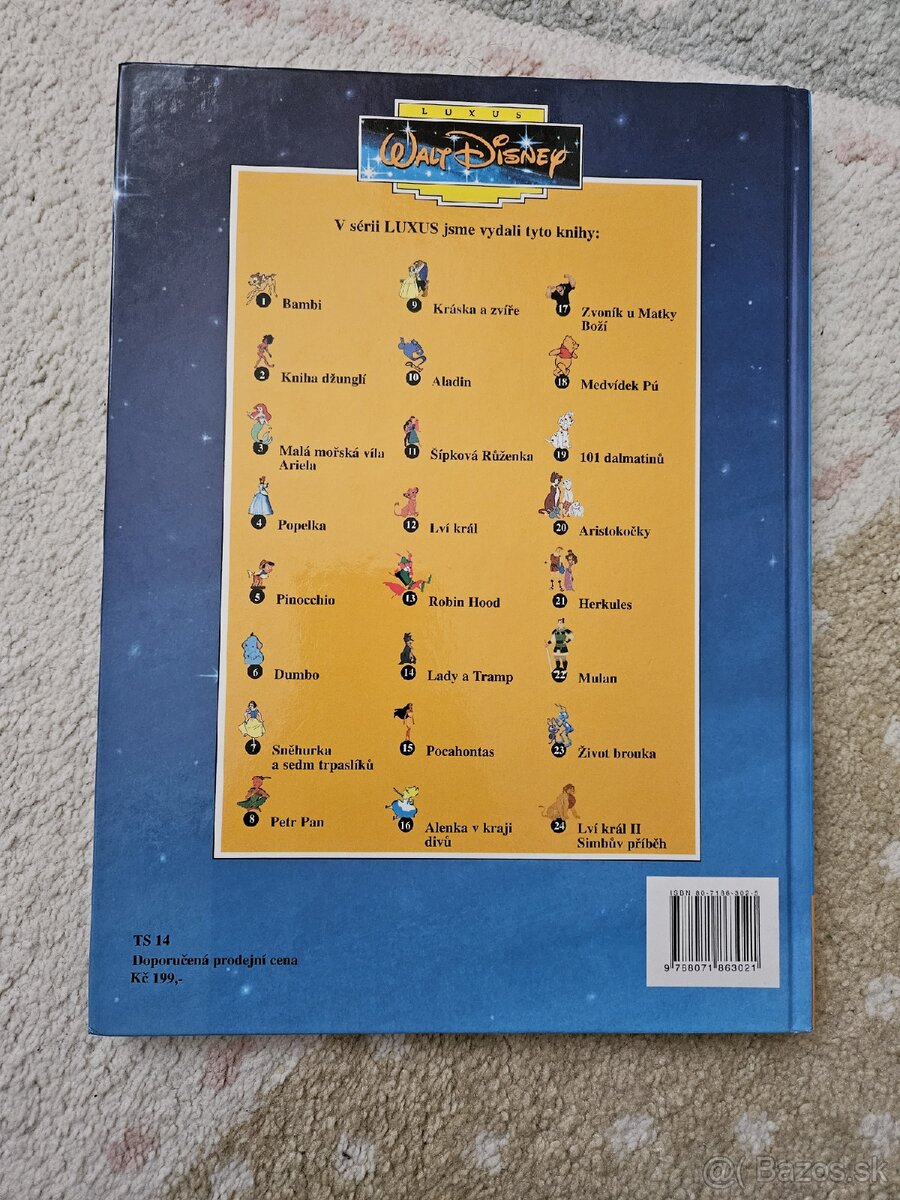 LUXUS
WALT DISNEY
V sérii LUXUS jsme vydali tyto knihy:
1 Bambi
2 Kniha džunglí
3 Malá mořská víla
Ariela
4 Popelka
5 Pinocchio
6 Dumbo
7 Sněhurka
a sedm trpaslíků
8 Petr Pan
9 Kráska a zvíře
10 Aladin
11 Šípková Růženka
12 Lví král
13 Robin Hood
14 Lady a Tramp
15 Pocahontas
16 Alenka v kraji
divů
17 Zvoník u Matky
Boží
18 Medvídek Pú
19 101 dalmatinů
20 Aristokočky
21 Herkules
22 Mulan
23 Život brouka
24 Lví král II
Simbův příběh
TS 14
Doporučená prodejní cena
Kč 199,-
ISBN 80-7186-302-5
9 788071 863021
@( Bazos.sk